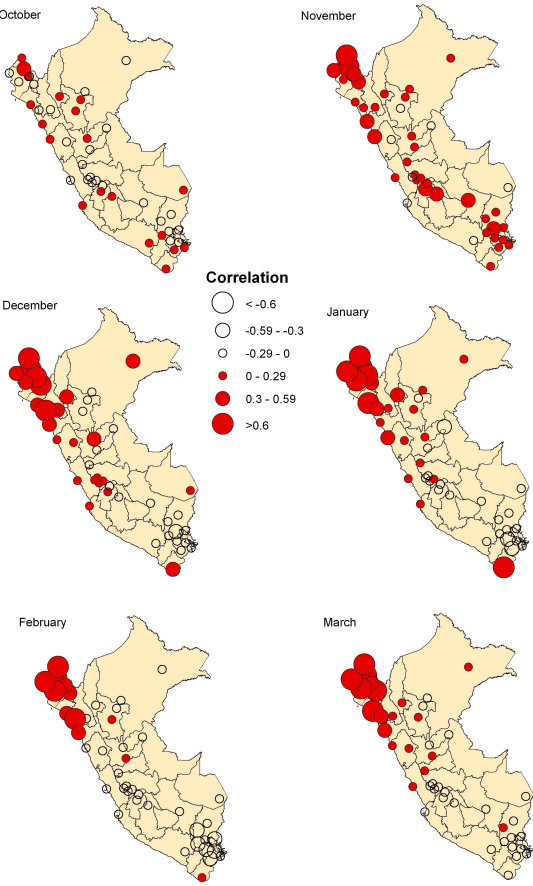 October
November
Correlation
< -0.6
-0.59 - -0.3
-0.29 - 0
0 - 0.29
0.3 - 0.59
>0.6
December
January
February
March